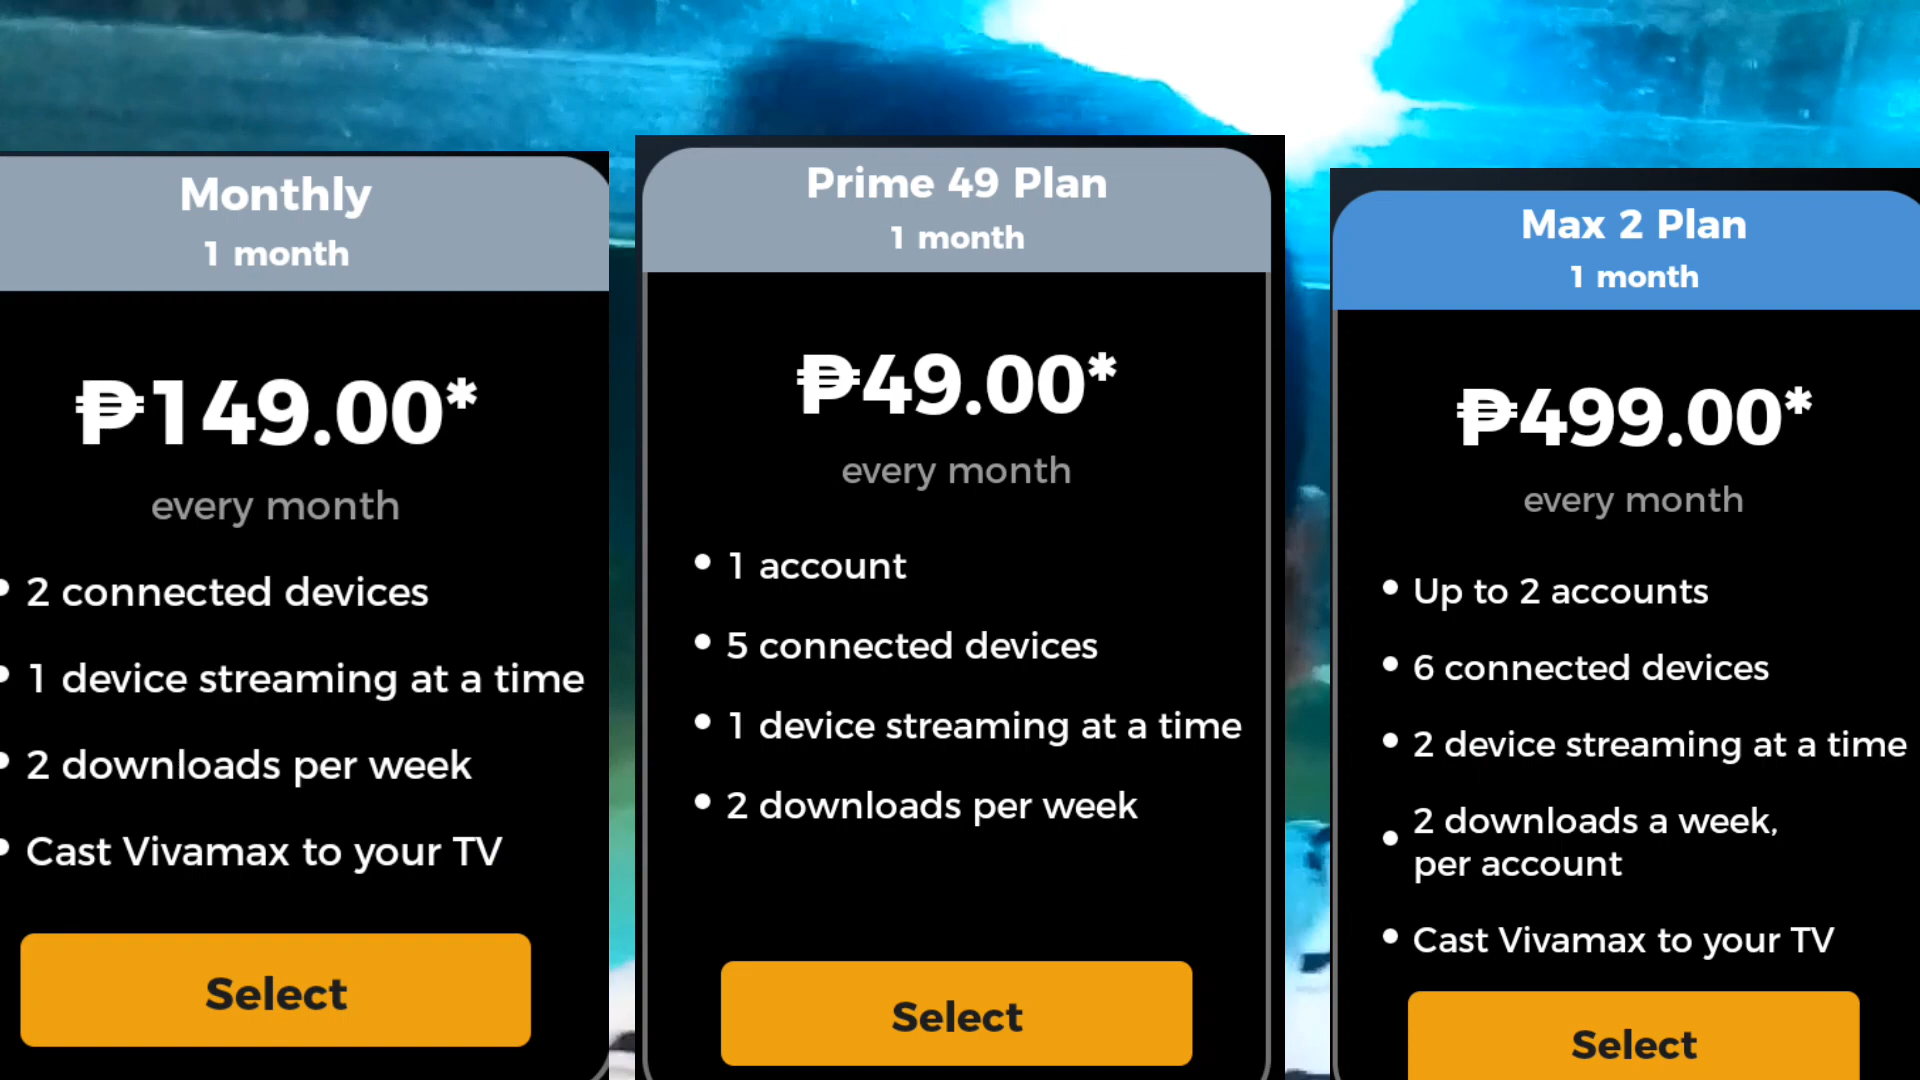 Monthly
1 month
₱149.00*
every month
• 2 connected devices
• 1 device streaming at a time
• 2 downloads per week
• Cast Vivamax to your TV
Select
Prime 49 Plan
1 month
₱49.00*
every month
• 1 account
• 5 connected devices
• 1 device streaming at a time
• 2 downloads per week
Select
Max 2 Plan
1 month
₱499.00*
every month
• Up to 2 accounts
• 6 connected devices
• 2 device streaming at a time
• 2 downloads a week,
per account
• Cast Vivamax to your TV
Select